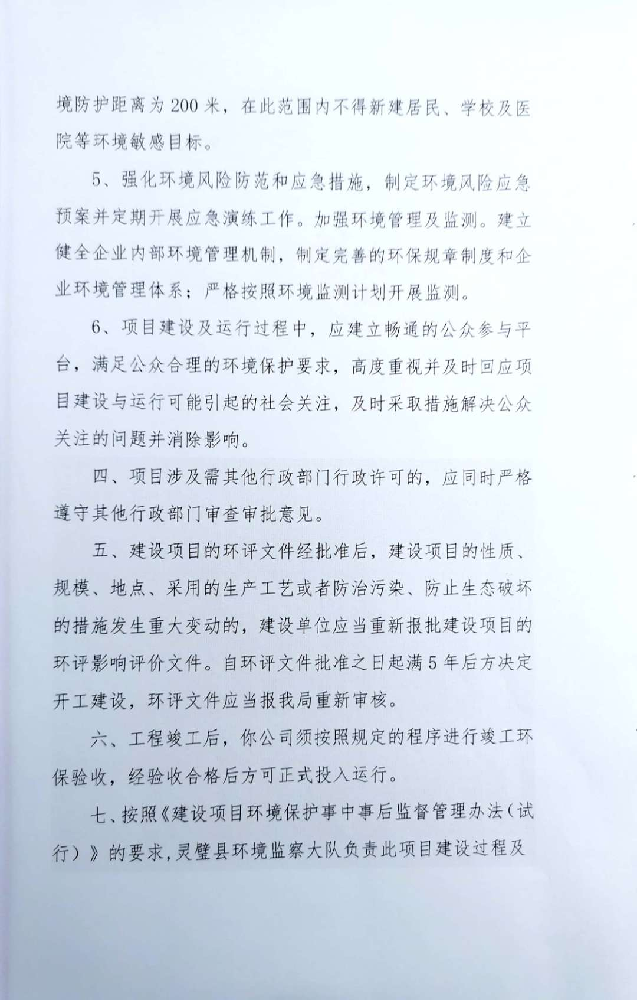 境防护距离为 200 米，在此范围内不得新建居民、学校及医
院等环境敏感目标。
5、强化环境风险防范和应急措施，制定环境风险应急
预案并定期开展应急演练工作。加强环境管理及监测。建立
健全企业内部环境管理机制，制定完善的环保规章制度和企
业环境管理体系；严格按照环境监测计划开展监测。
6、项目建设及运行过程中，应建立畅通的公众参与平
台，满足公众合理的环境保护要求，高度重视并及时回应项
目建设与运行可能引起的社会关注，及时采取措施解决公众
关注的问题并消除影响。
四、项目涉及需其他行政部门行政许可的，应同时严格
遵守其他行政部门审查审批意见。
五、建设项目的环评文件经批准后，建设项目的性质、
规模、地点、采用的生产工艺或者防治污染、防止生态破坏
的措施发生重大变动的，建设单位应当重新报批建设项目的
环评影响评价文件。自环评文件批准之日起满 5 年后方决定
开工建设，环评文件应当报我局重新审核。
六、工程竣工后，你公司须按照规定的程序进行竣工环
保验收，经验收合格后方可正式投入运行。
七、按照《建设项目环境保护事中事后监督管理办法（试
行）》的要求,灵璧县环境监察大队负责此项目建设过程及